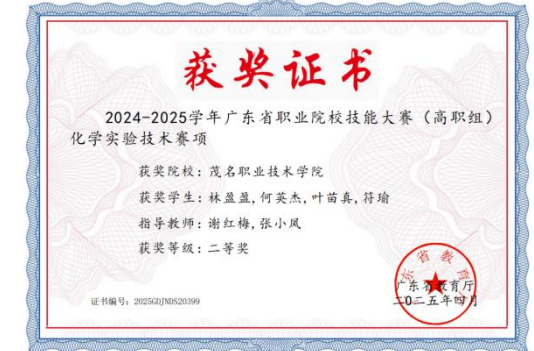 获奖证书
2024-2025学年广东省职业院校技能大赛（高职组）
化学实验技术赛项
获奖院校：茂名职业技术学院
获奖学生：林盈盈,何英杰,叶苗真,符瑜
指导教师：谢红梅,张小凤
获奖等级：二等奖
广东省教育厅
二〇二五年四月
证书编号：2025GDJNDS20399